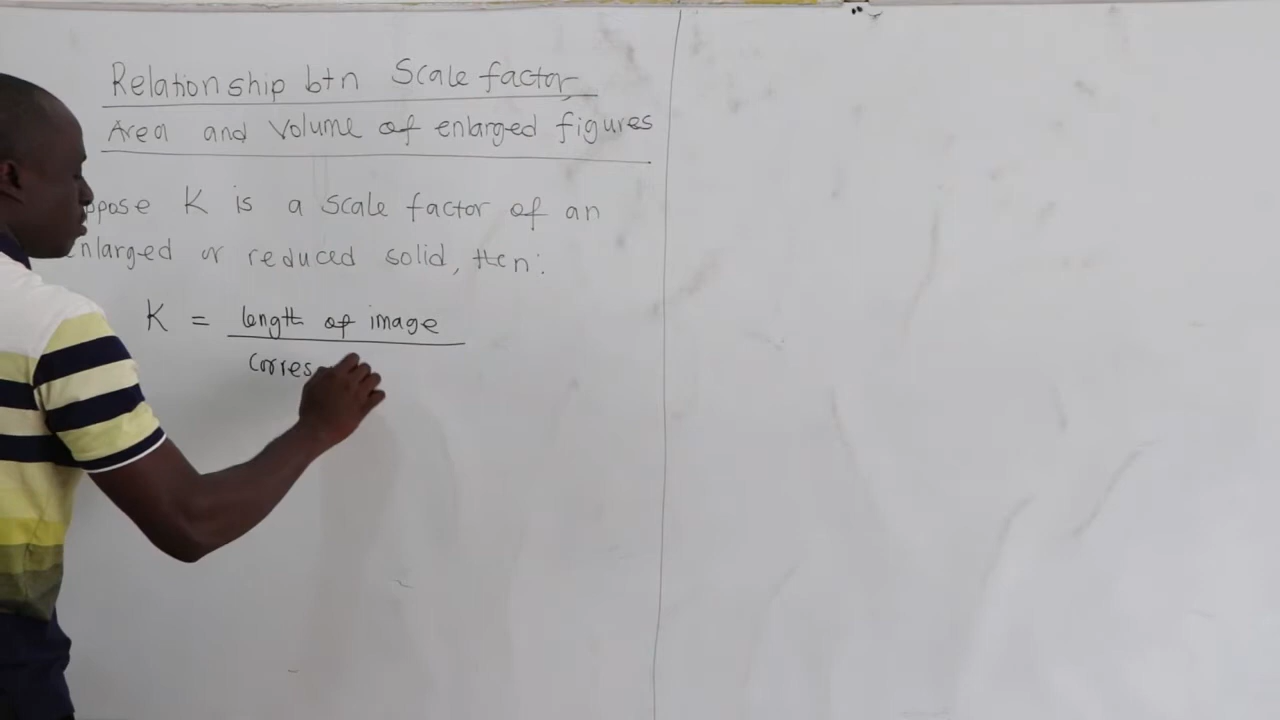 Relationship btn Scale factor,
Area and Volume of enlarged figures
ppose K is a scale factor of an
nlarged or reduced solid, then:
K = length of image
Corres